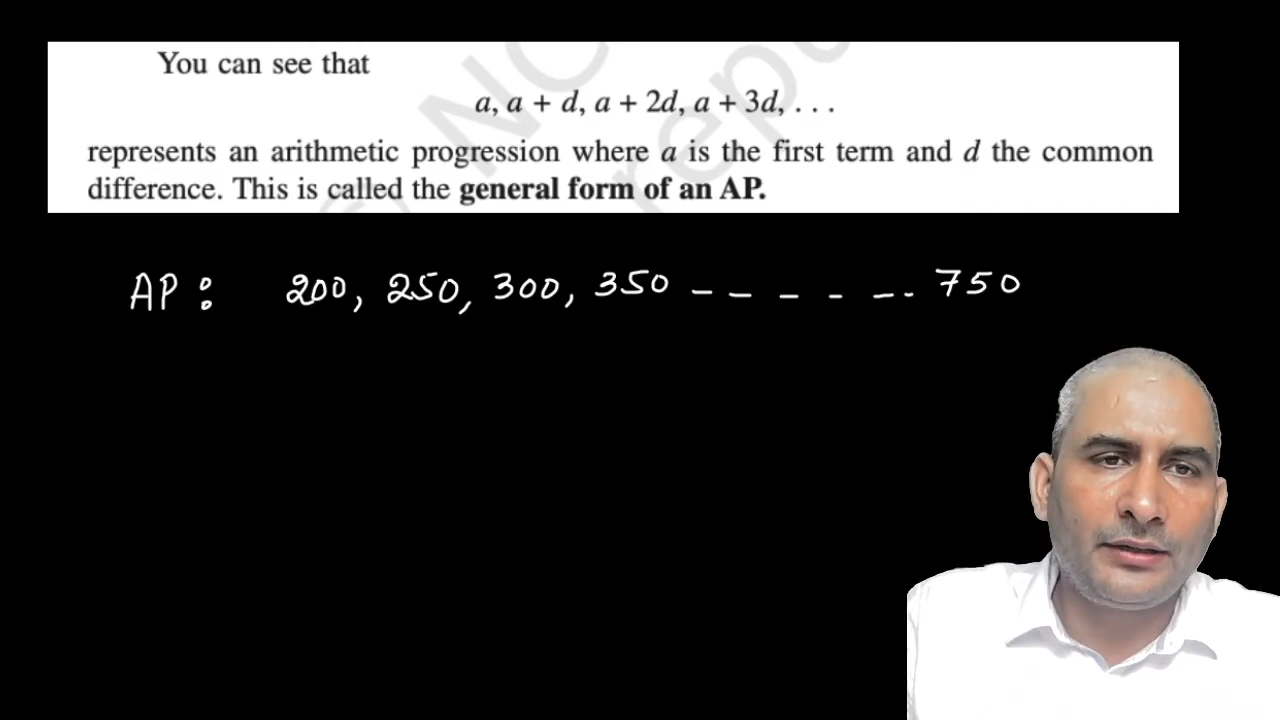 You can see that
a, a + d, a + 2d, a + 3d, . . .
represents an arithmetic progression where a is the first term and d the common
difference. This is called the general form of an AP.
AP : 200, 250, 300, 350 - - - - - - . 750